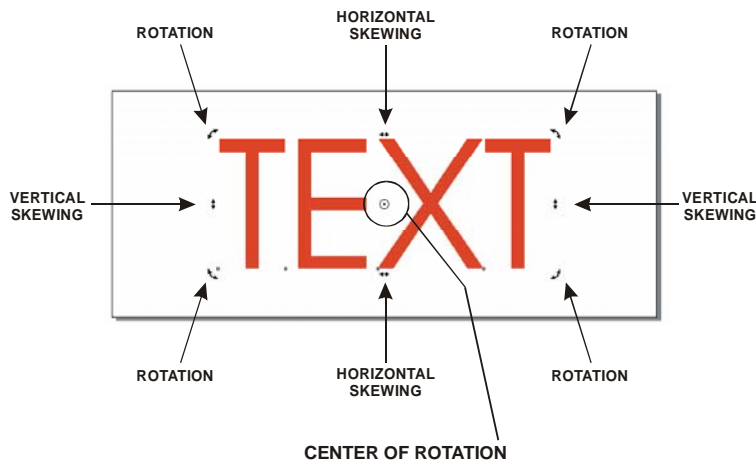 HORIZONTAL
SKEWING
ROTATION
ROTATION
TEXT
VERTICAL
SKEWING
VERTICAL
SKEWING
ROTATION
HORIZONTAL
SKEWING
ROTATION
CENTER OF ROTATION